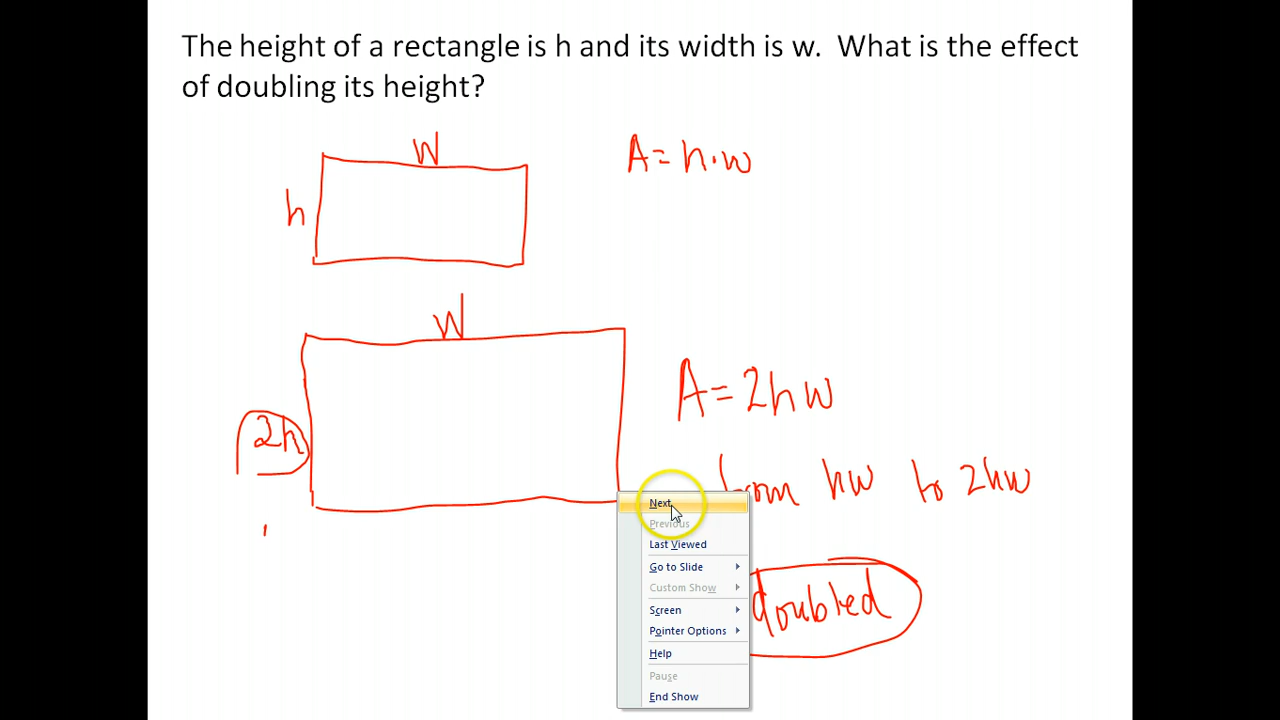 The height of a rectangle is h and its width is w.  What is the effect
of doubling its height?
W
A = h·w
h
W
A = 2hw
2h
from hw to 2hw
Next
Previous
Last Viewed
Go to Slide
Custom Show
doubled
Screen
Pointer Options
Help
Pause
End Show